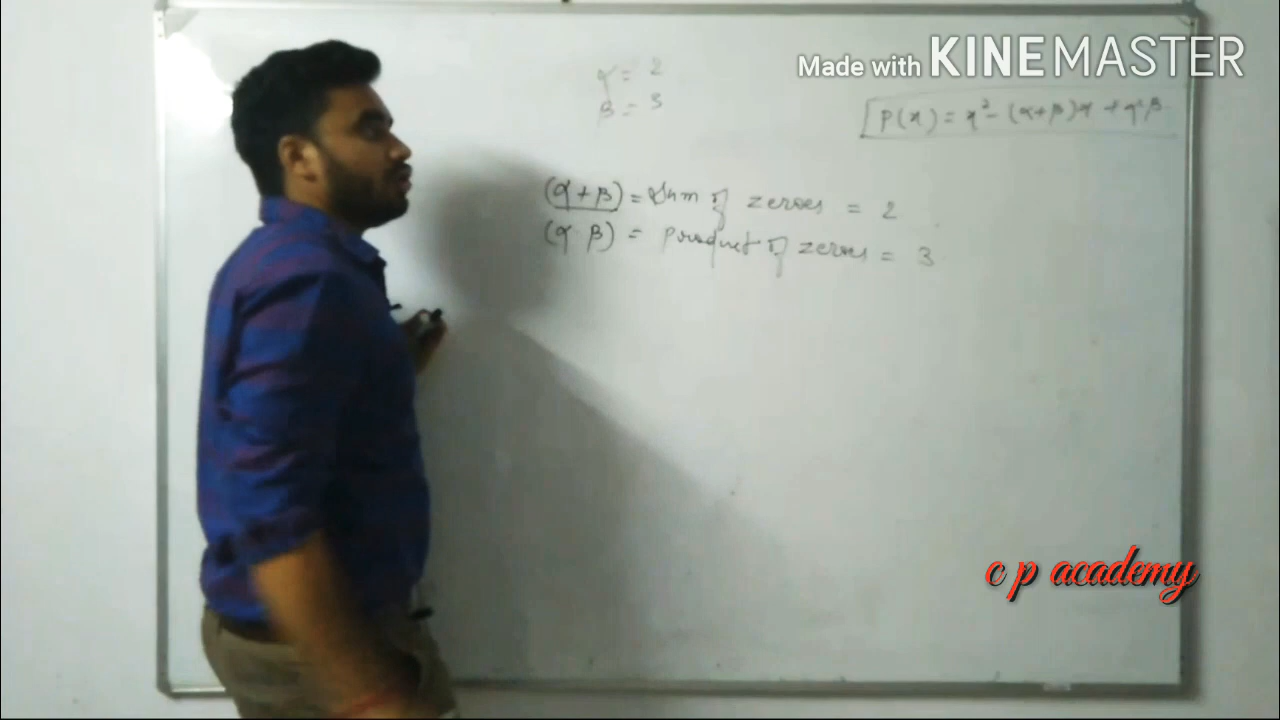 Made with KINEMASTER
α = 2
β = 3
P(x) = x² - (α+β)x + α·β
(α + β) = Sum of zeroes = 2
(α · β) = product of zeroes = 3
c p academy